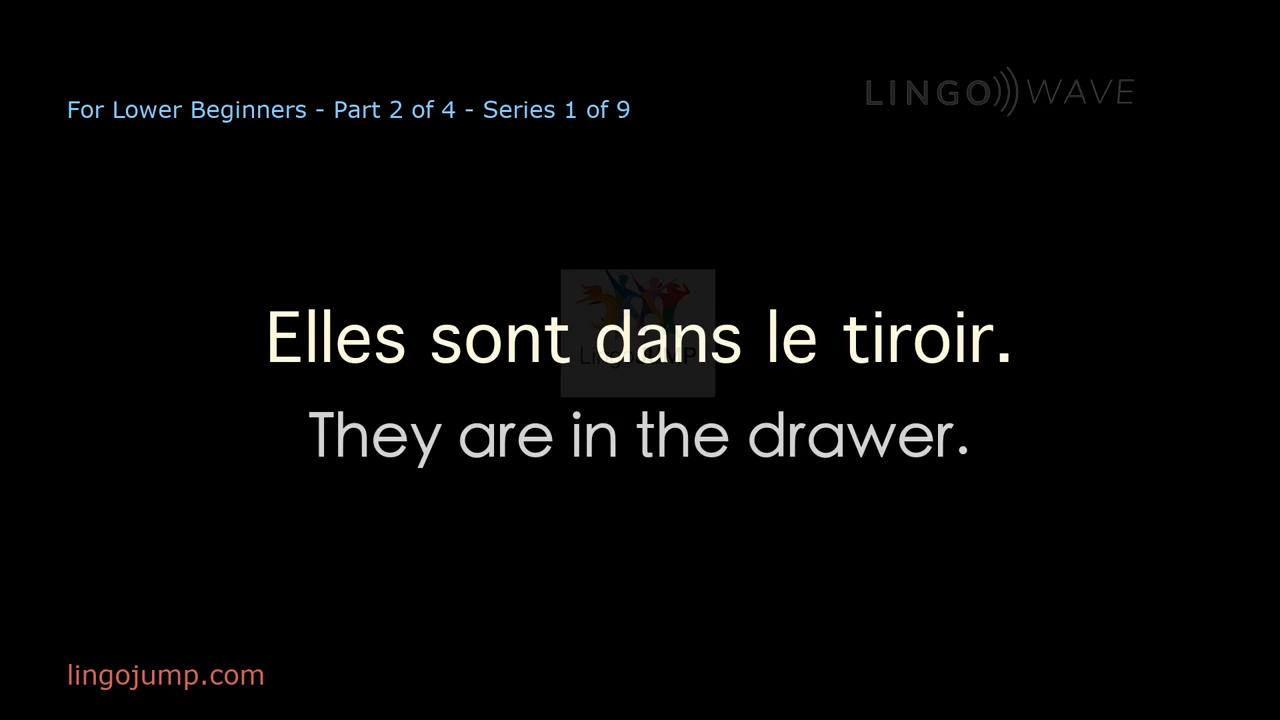 For Lower Beginners - Part 2 of 4 - Series 1 of 9
LINGO WAVE
Elles sont dans le tiroir.
They are in the drawer.
lingojump.com